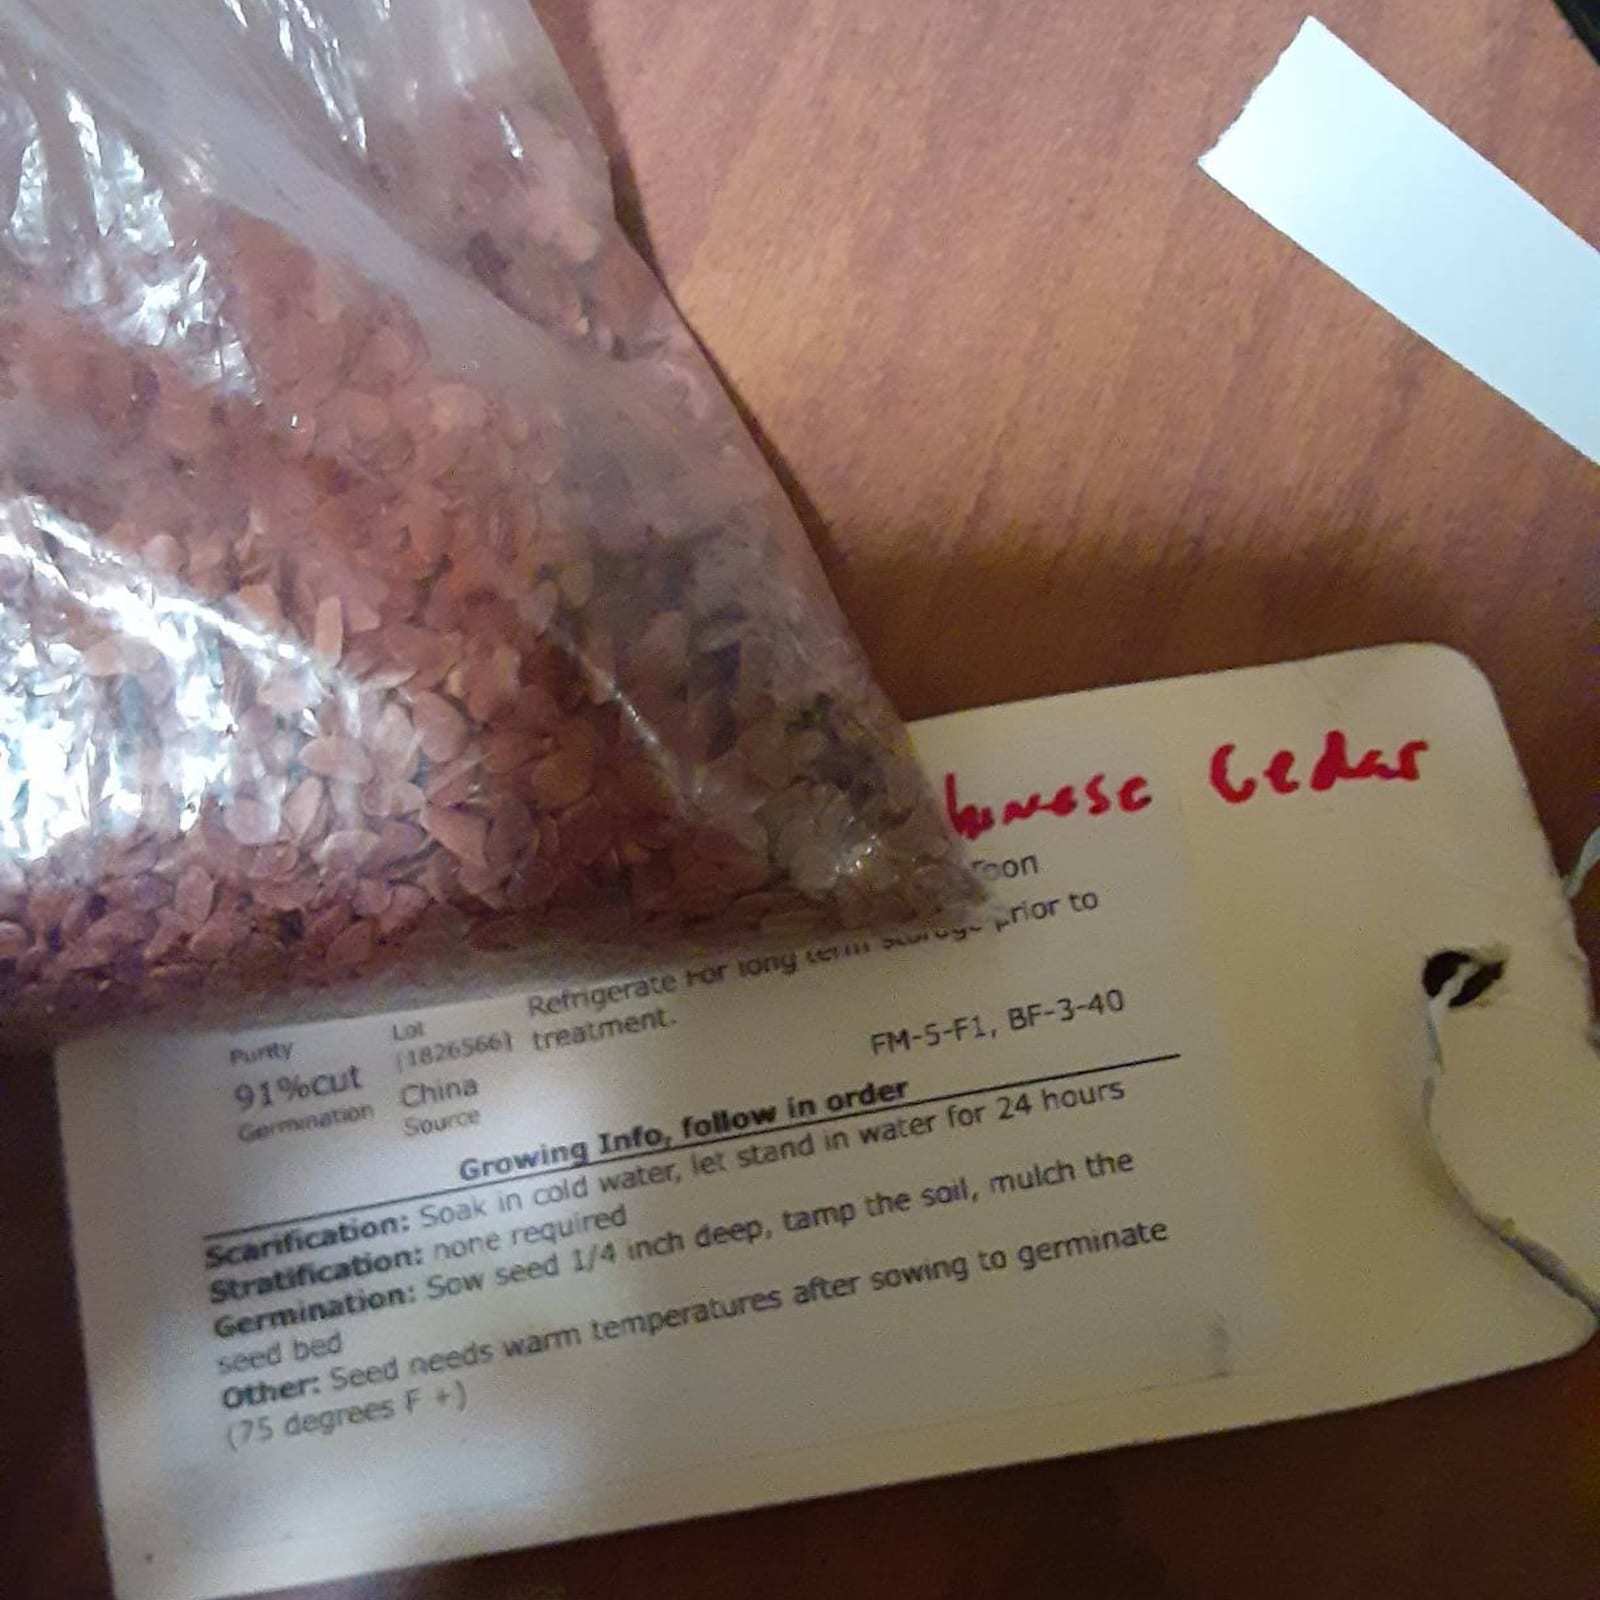 hinese Cedar
Toon
Refrigerate For long term storage prior to
treatment.
Purity
Lot
(1826566)
FM-5-F1, BF-3-40
91%cut
China
Germination
Source
Growing Info, follow in order
Scarification: Soak in cold water, let stand in water for 24 hours
Stratification: none required
Germination: Sow seed 1/4 inch deep, tamp the soil, mulch the
seed bed
Other: Seed needs warm temperatures after sowing to germinate
(75 degrees F +)